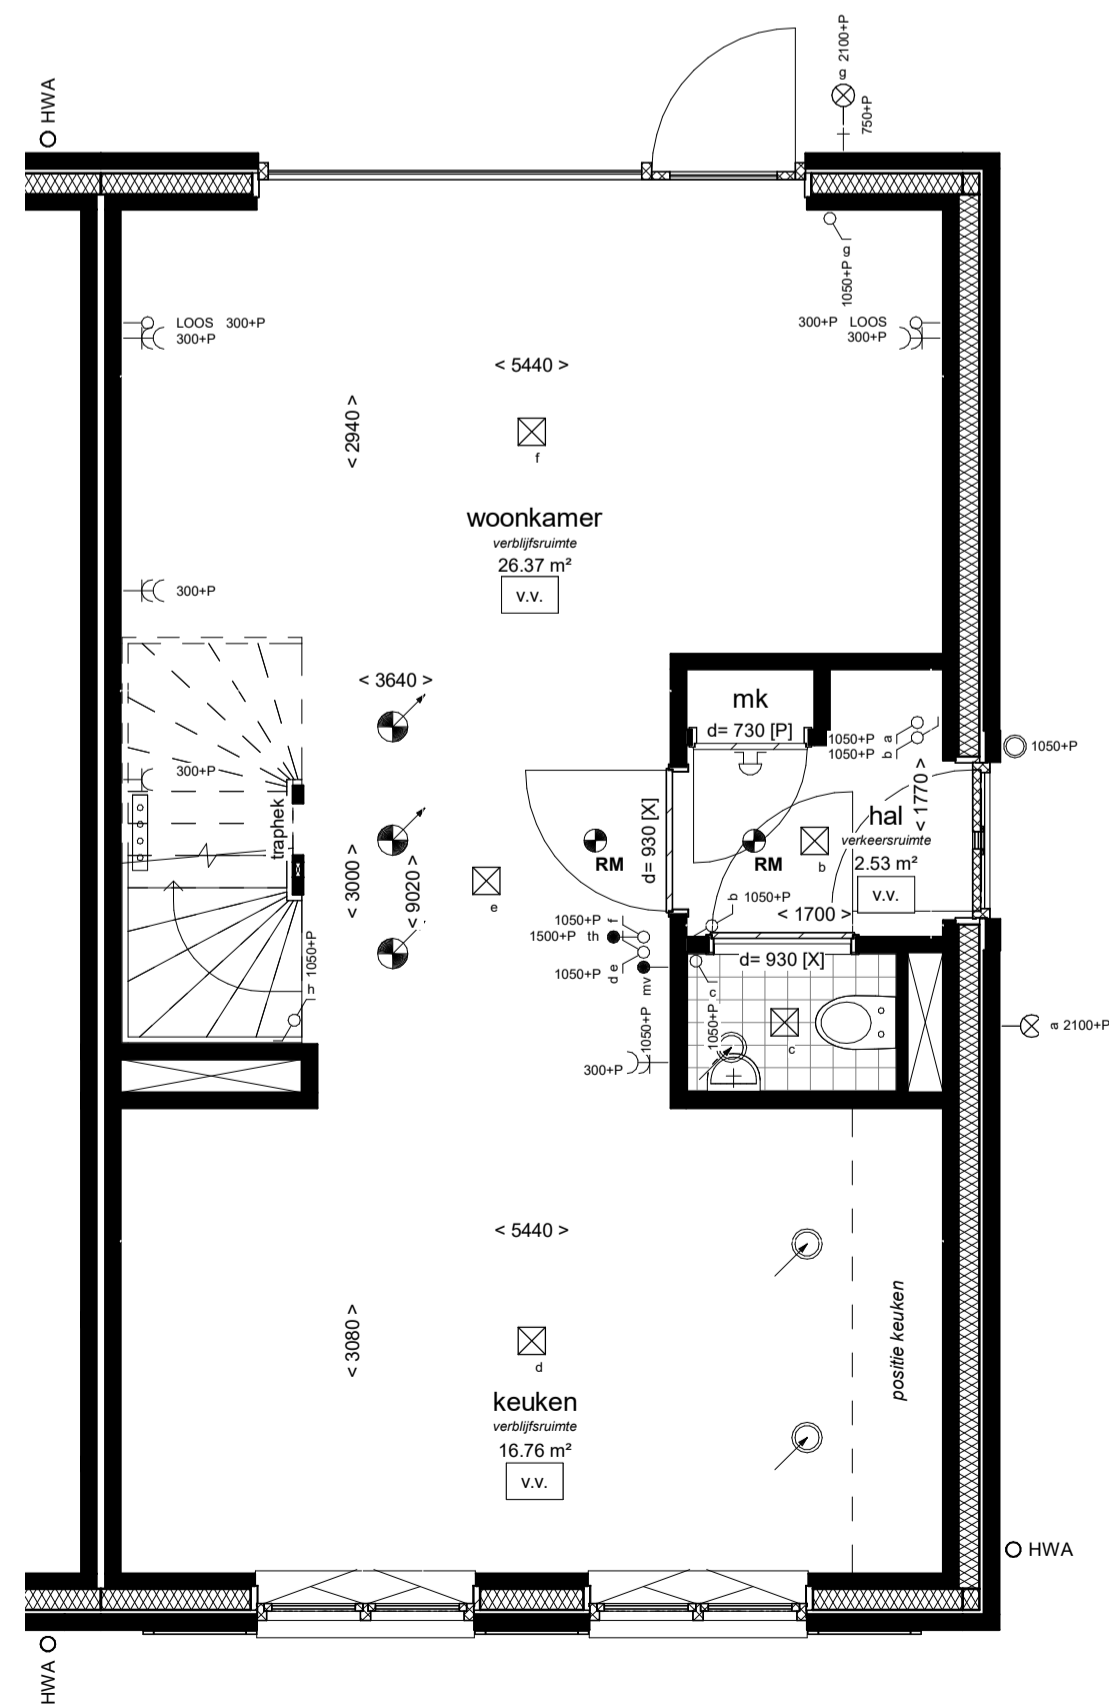 HWA
g 2100+P
750+P
1050+P g
LOOS 300+P
300+P
300+P LOOS
300+P
< 5440 >
< 2940 >
f
woonkamer
verblijfsruimte
26.37 m²
v.v.
300+P
< 3640 >
mk
d= 730 [P]
1050+P a
1050+P b
1050+P
300+P
traphek
< 3000 >
< 9020 >
e
RM
d= 930 [X]
RM
b
hal
verkeersruimte
2.53 m²
v.v.
< 1770 >
b 1050+P
< 1700 >
1050+P f
1500+P th
1050+P d e
mv
1050+P
300+P
d= 930 [X]
c
1050+P
c
h 1050+P
a 2100+P
< 5440 >
< 3080 >
d
keuken
verblijfsruimte
16.76 m²
v.v.
positie keuken
HWA
HWA